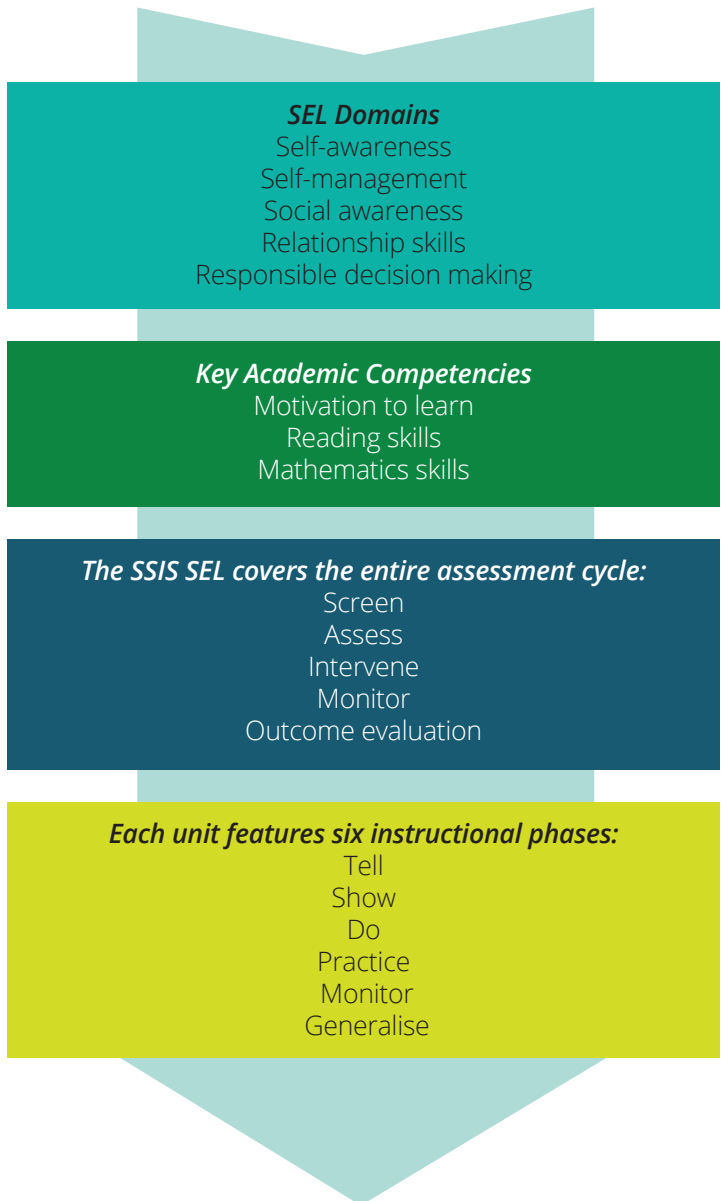 SEL Domains
Self-awareness
Self-management
Social awareness
Relationship skills
Responsible decision making
Key Academic Competencies
Motivation to learn
Reading skills
Mathematics skills
The SSIS SEL covers the entire assessment cycle:
Screen
Assess
Intervene
Monitor
Outcome evaluation
Each unit features six instructional phases:
Tell
Show
Do
Practice
Monitor
Generalise